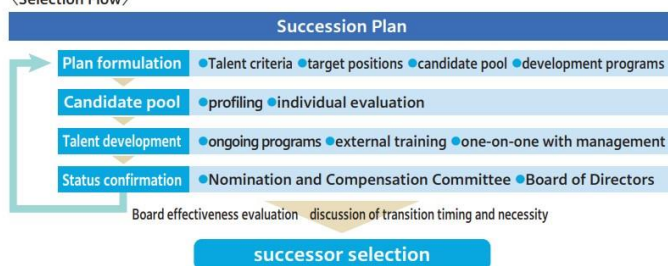 〈Selection Flow〉
Succession Plan
Plan formulation ●Talent criteria ●target positions ●candidate pool ●development programs
Candidate pool ●profiling ●individual evaluation
Talent development ●ongoing programs ●external training ●one-on-one with management
Status confirmation ●Nomination and Compensation Committee ●Board of Directors
Board effectiveness evaluation discussion of transition timing and necessity
successor selection